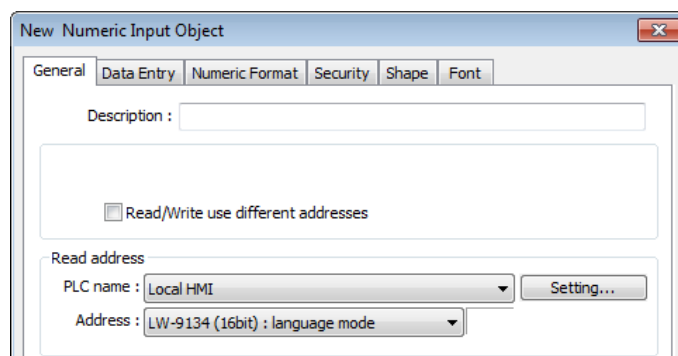 New Numeric Input Object
General Data Entry Numeric Format Security Shape Font
Description :
Read/Write use different addresses
Read address
PLC name : Local HMI Setting...
Address : LW-9134 (16bit) : language mode